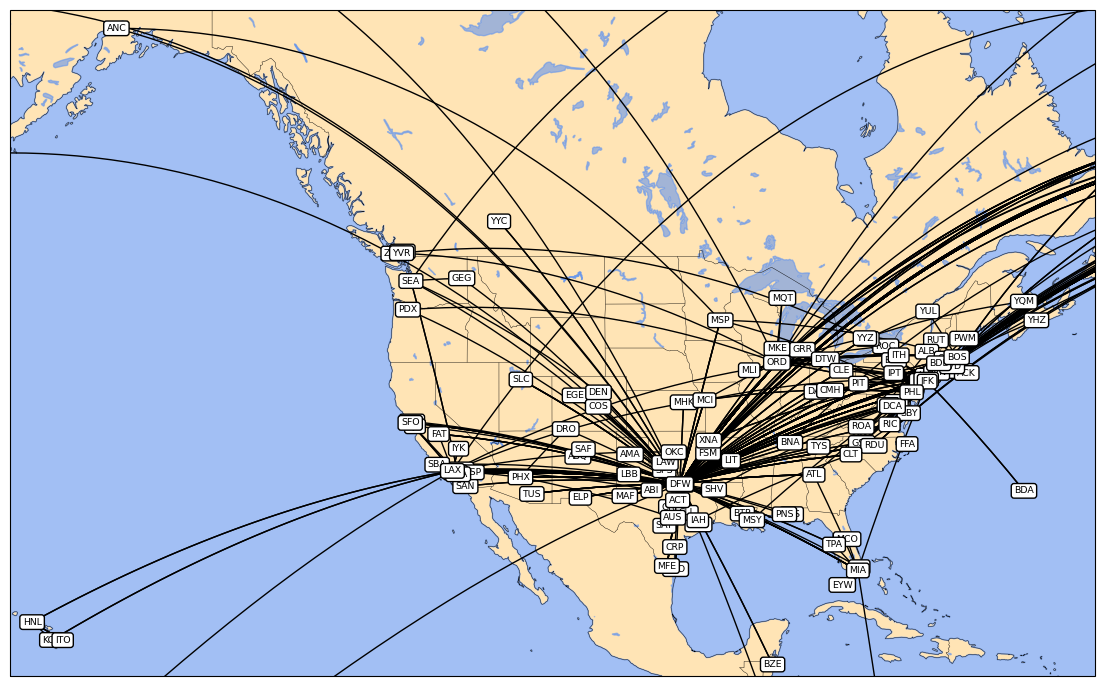 ANC
YYC
YVR
SEA
GEG
PDX
MQT
YQM
YUL
YHZ
MSP
YYZ
RUT
PWM
MKE
GRR
ITH
ALB
BOS
ORD
DTW
CLE
MLI
IPT
SLC
PIT
CMH
PHL
EGE
DEN
COS
MHK
MCI
DCA
SFO
FAT
DRO
ROA
RIC
IYK
SAF
XNA
BNA
TYS
RDU
FFA
AMA
OKC
FSM
CLT
SBA
LAX
LBB
LIT
ATL
PHX
SAN
TUS
ELP
MAF
ABI
DFW
SHV
BDA
ACT
AUS
IAH
MSY
PNS
CRP
TPA
MCO
MFE
MIA
EYW
HNL
ITO
BZE